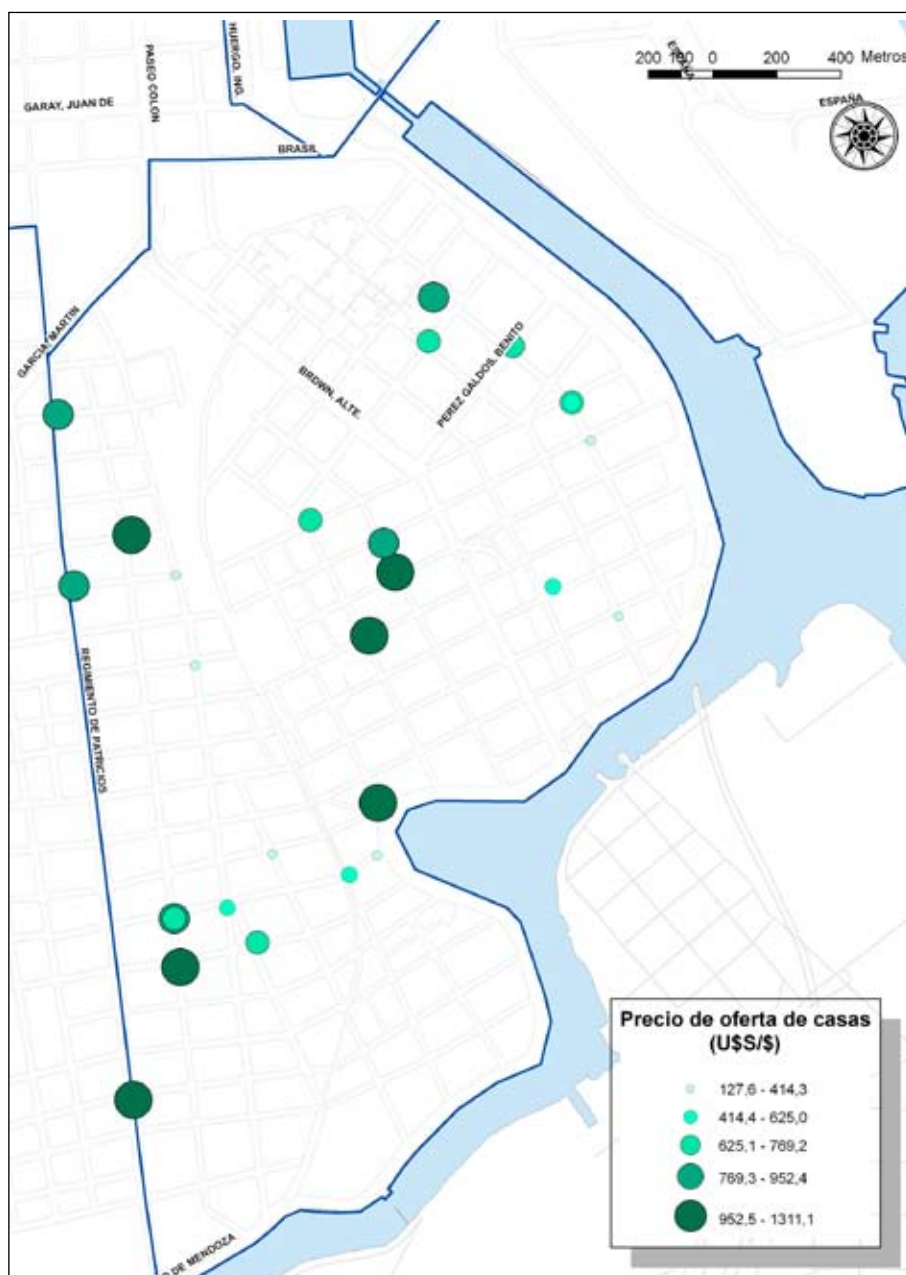 200 100 0 200 400 Metros
ESPAÑA
ESPAÑA
HUERGO, ING.
PASEO COLON
GARAY, JUAN DE
BRASIL
GARCIA, MARTIN
BROWN, ALTE.
PEREZ GALDOS, BENITO
REGIMIENTO DE PATRICIOS
O DE MENDOZA
Precio de oferta de casas
(U$S/$)
127,6 - 414,3
414,4 - 625,0
625,1 - 769,2
769,3 - 952,4
952,5 - 1311,1